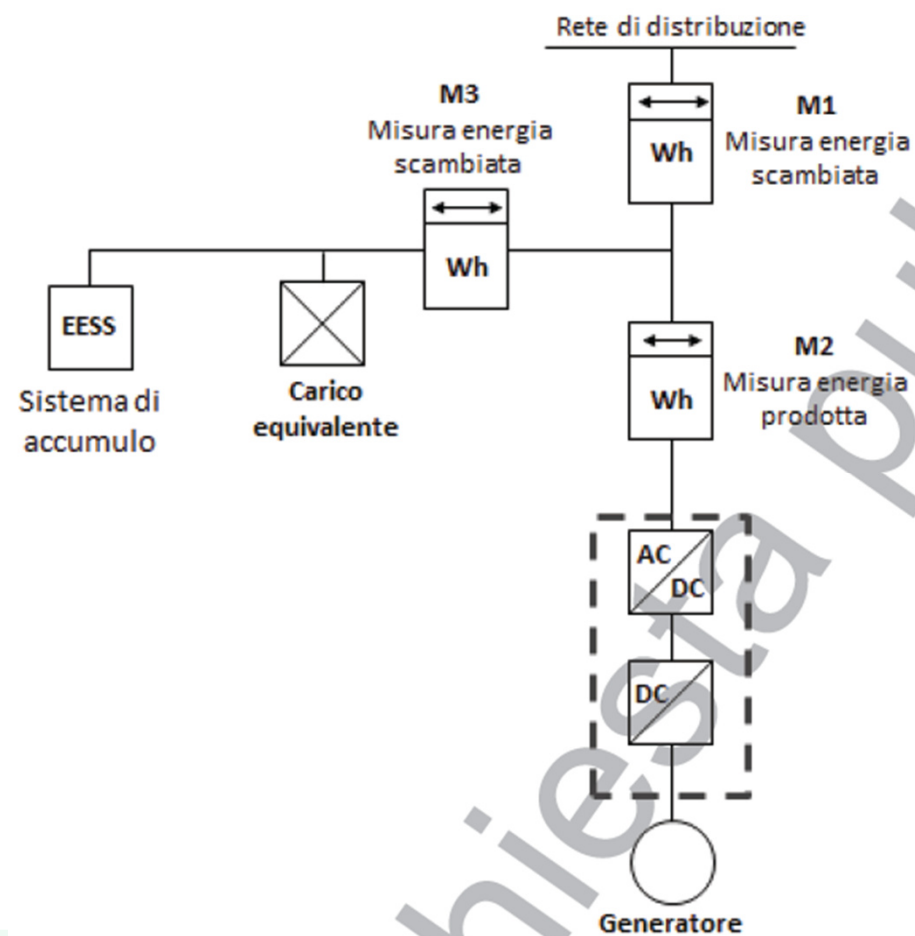 Rete di distribuzione
M3
Misura energia
scambiata
Wh
M1
Misura energia
scambiata
Wh
EESS
Sistema di
accumulo
Carico
equivalente
M2
Misura energia
prodotta
Wh
AC
DC
DC
Generatore
hiesta